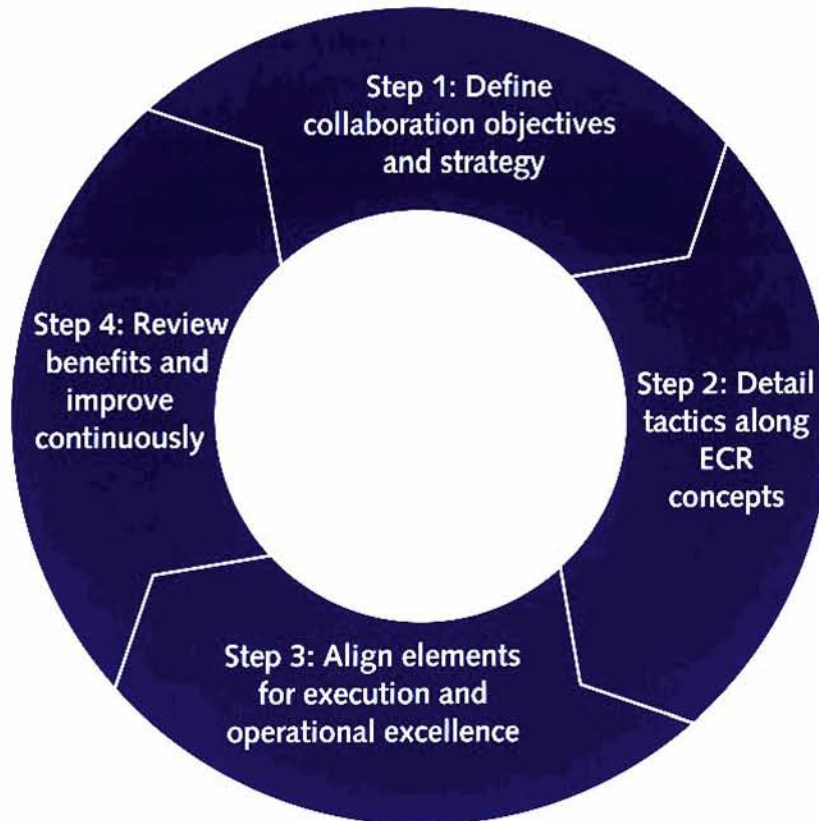 Step 1: Define
collaboration objectives
and strategy
Step 2: Detail
tactics along
ECR
concepts
Step 3: Align elements
for execution and
operational excellence
Step 4: Review
benefits and
improve
continuously